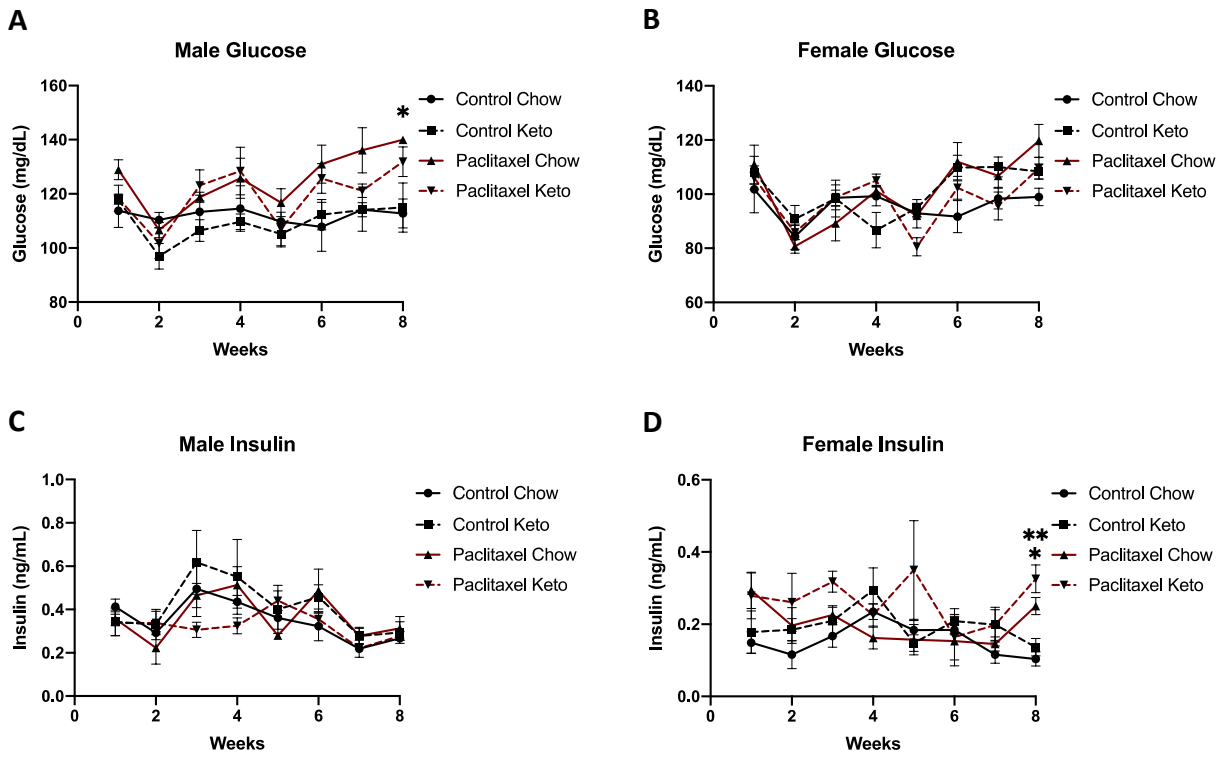 A
Male Glucose
Glucose (mg/dL)
160
140
120
100
80
0
2
4
6
8
Weeks
*
Control Chow
Control Keto
Paclitaxel Chow
Paclitaxel Keto
B
Female Glucose
Glucose (mg/dL)
140
120
100
80
60
0
2
4
6
8
Weeks
Control Chow
Control Keto
Paclitaxel Chow
Paclitaxel Keto
C
Male Insulin
Insulin (ng/mL)
1.0
0.8
0.6
0.4
0.2
0.0
0
2
4
6
8
Weeks
Control Chow
Control Keto
Paclitaxel Chow
Paclitaxel Keto
D
Female Insulin
Insulin (ng/mL)
0.6
0.4
0.2
0.0
0
2
4
6
8
Weeks
**
*
Control Chow
Control Keto
Paclitaxel Chow
Paclitaxel Keto